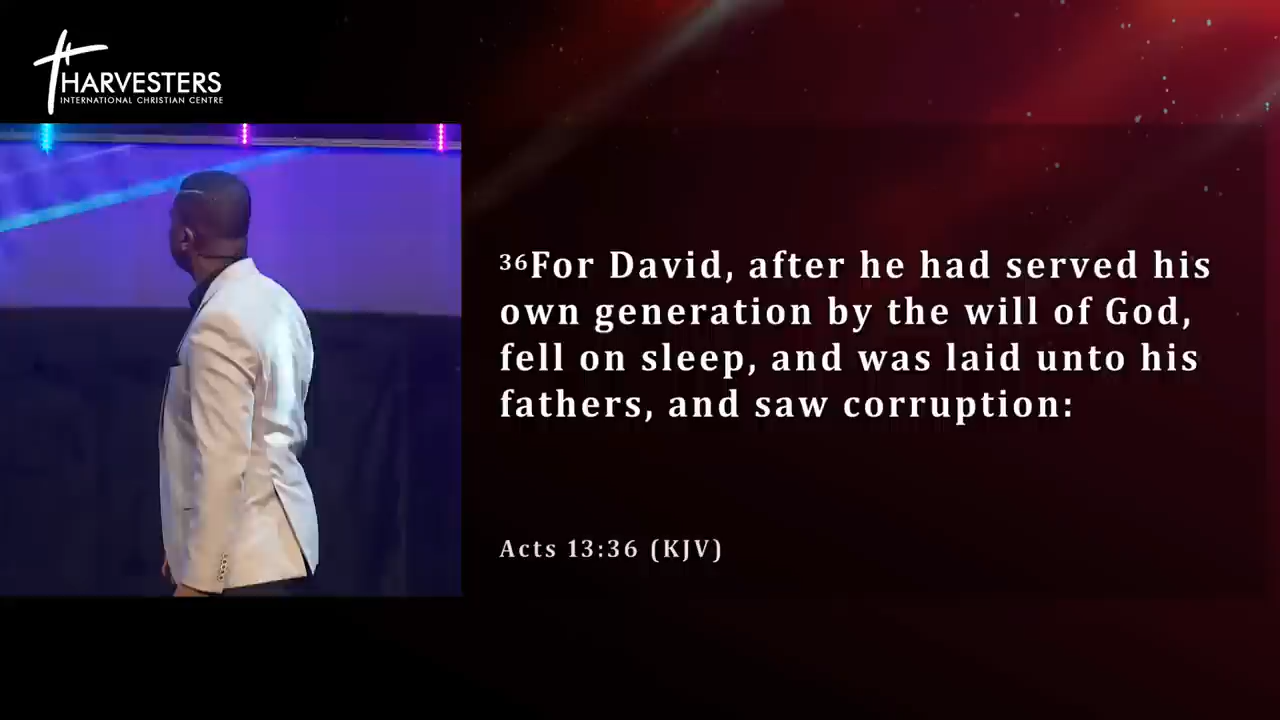 HARVESTERS
INTERNATIONAL CHRISTIAN CENTRE
36For David, after he had served his
own generation by the will of God,
fell on sleep, and was laid unto his
fathers, and saw corruption:
Acts 13:36 (KJV)